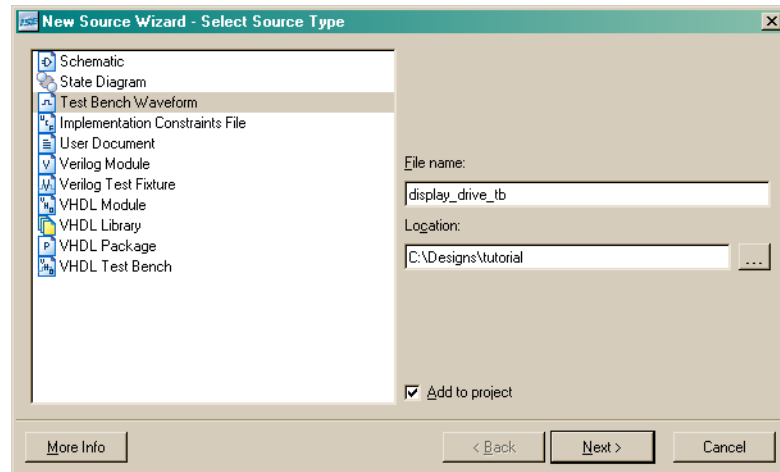 ISE New Source Wizard - Select Source Type
Schematic
State Diagram
Test Bench Waveform
Implementation Constraints File
User Document
Verilog Module
Verilog Test Fixture
VHDL Module
VHDL Library
VHDL Package
VHDL Test Bench
File name:
display_drive_tb
Location:
C:\Designs\tutorial
...
Add to project
More Info
< Back
Next >
Cancel